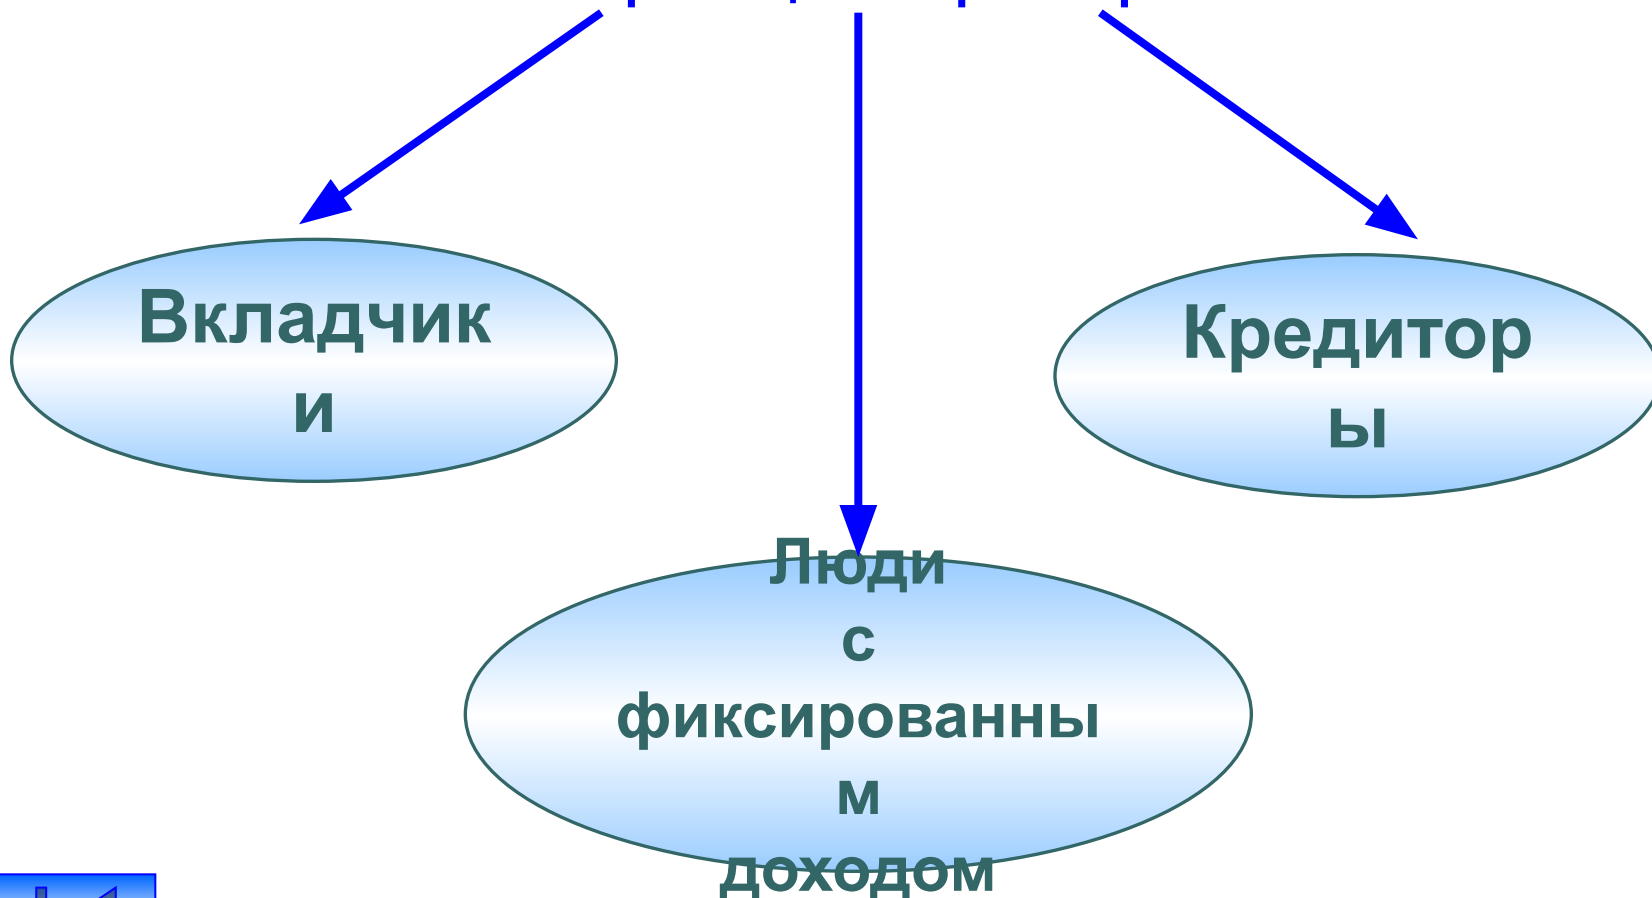 Вкладчик
и
Кредитор
ы
Люди
с
фиксированны
м
доходом